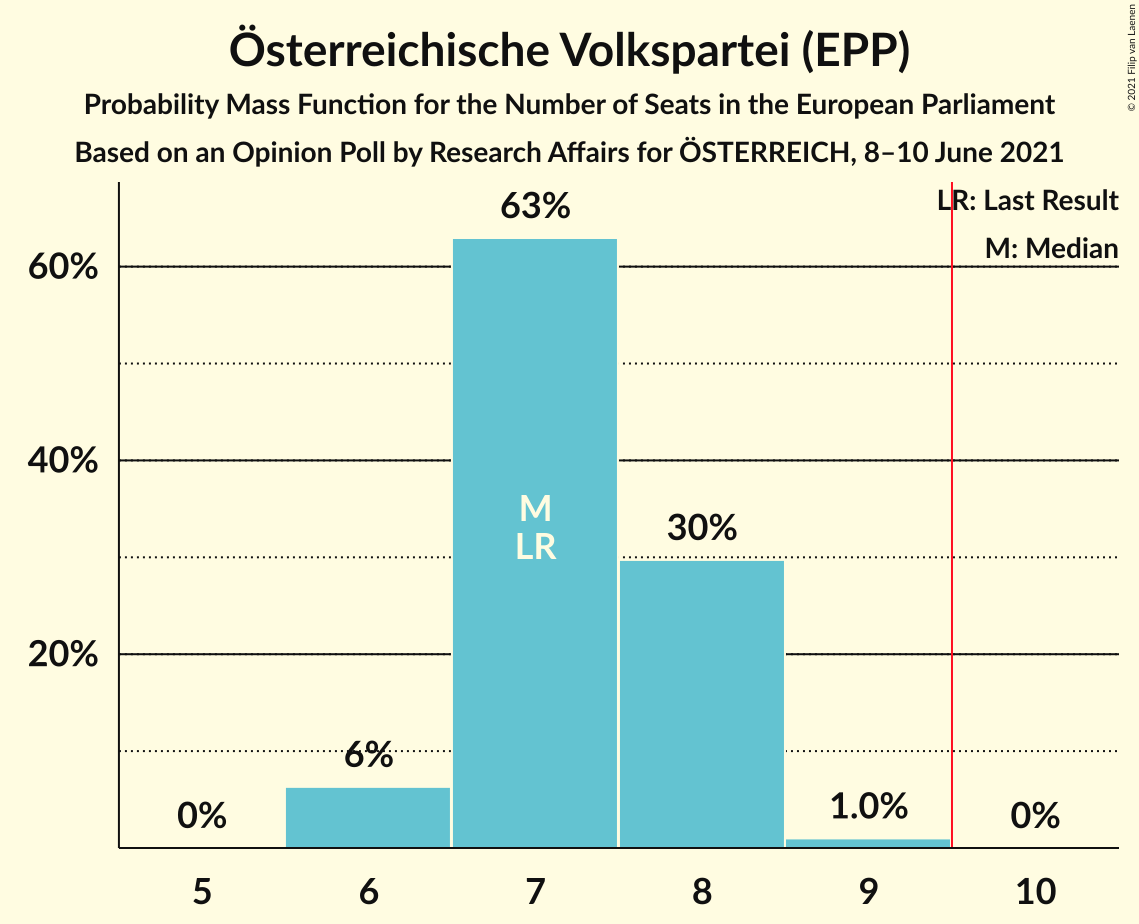 Österreichische Volkspartei (EPP)
Probability Mass Function for the Number of Seats in the European Parliament
Based on an Opinion Poll by Research Affairs for ÖSTERREICH, 8–10 June 2021
© 2021 Filip van Laenen
LR: Last Result
M: Median
63%
60%
40%
M
LR
30%
20%
6%
0%
1.0%
0%
5 6 7 8 9 10